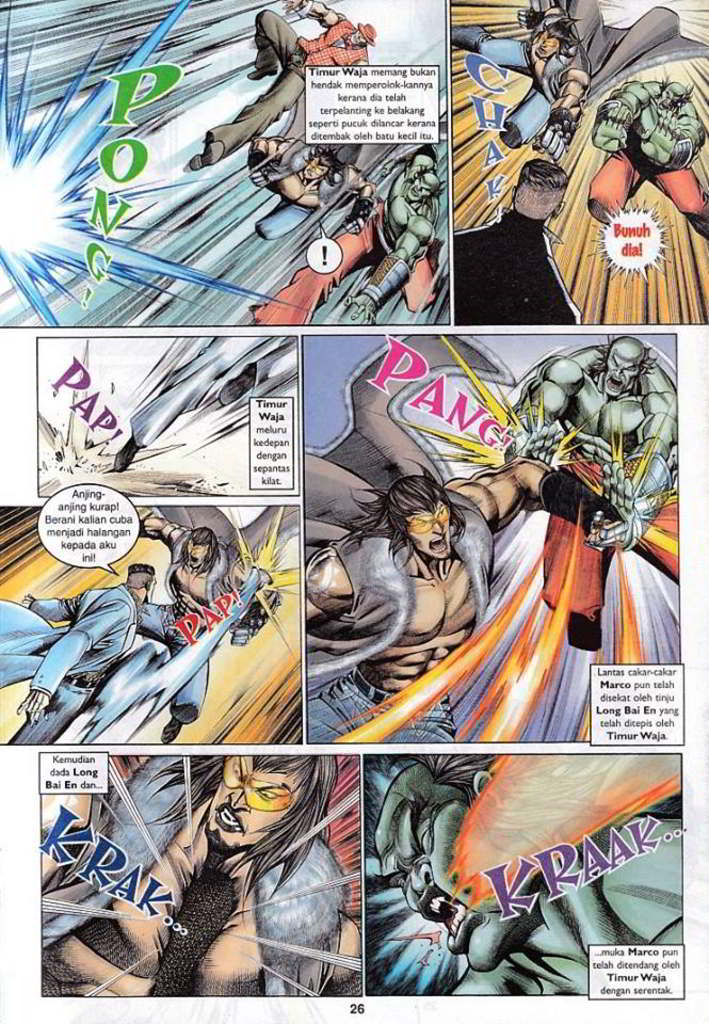 PONG!
Timur Waja memang bukan
hendak memperolok-kannya
kerana dia telah
terpelanting ke belakang
seperti pucuk dilancar kerana
ditembak oleh batu kecil itu.
!
CHAK!
Bunuh
dia!
PAP!
Timur
Waja
meluru
kedepan
dengan
sepantas
kilat.
PANG!
Anjing-
anjing kurap!
Berani kalian cuba
menjadi halangan
kepada aku
ini!
PAP!
Lantas cakar-cakar
Marco pun telah
disekat oleh tinju
Long Bai En yang
telah ditepis oleh
Timur Waja.
Kemudian
dada Long
Bai En dan...
KRAK...
KRAAK...
...muka Marco pun
telah ditendang oleh
Timur Waja
dengan serentak.
26